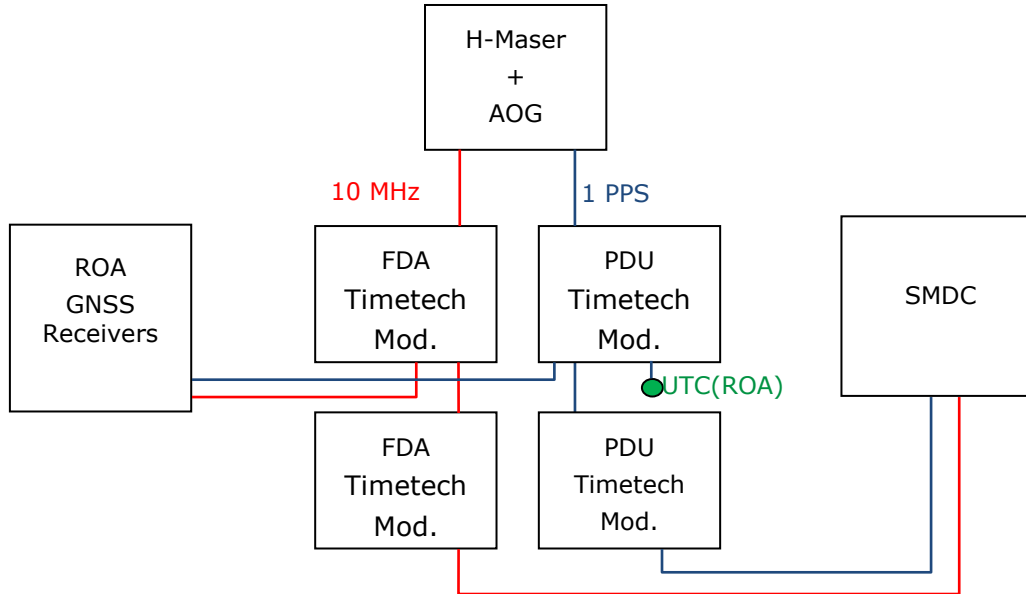 H-Maser
+
AOG
10 MHz
1 PPS
ROA
GNSS
Receivers
FDA
Timetech
Mod.
PDU
Timetech
Mod.
SMDC
UTC(ROA)
FDA
Timetech
Mod.
PDU
Timetech
Mod.